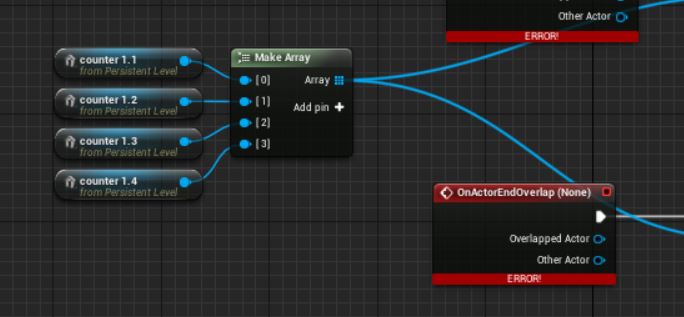 Other Actor
ERROR!
counter 1.1
from Persistent Level
counter 1.2
from Persistent Level
counter 1.3
from Persistent Level
counter 1.4
from Persistent Level
Make Array
[0]
Array
[1]
Add pin
[2]
[3]
OnActorEndOverlap (None)
Overlapped Actor
Other Actor
ERROR!